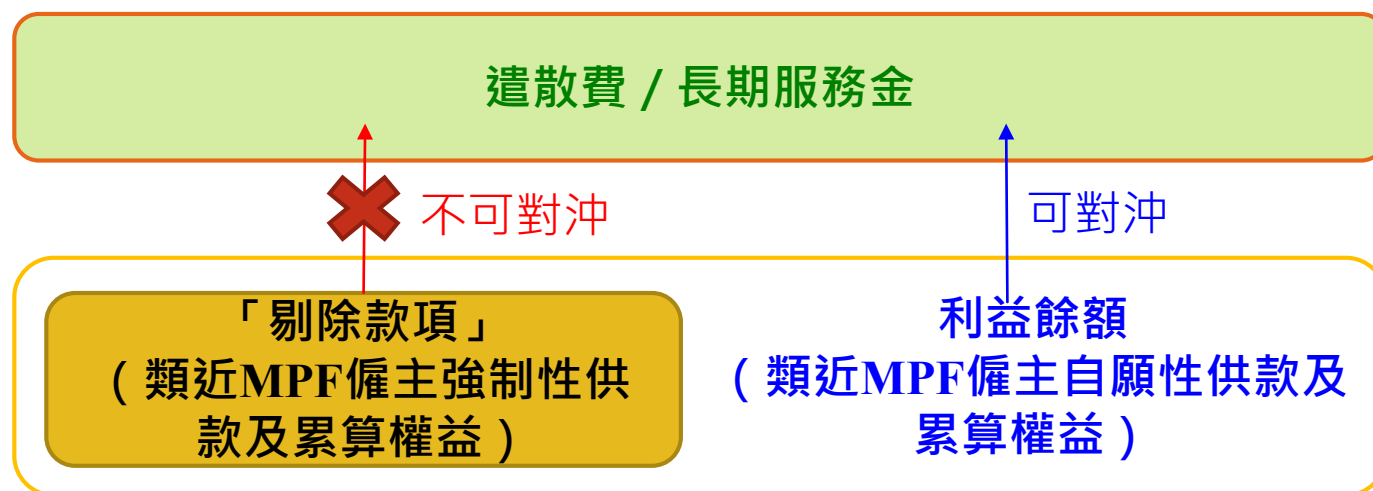 遣散費 / 長期服務金
不可對沖
可對沖
「剔除款項」
（類近MPF僱主強制性供
款及累算權益）
利益餘額
（類近MPF僱主自願性供款及
累算權益）